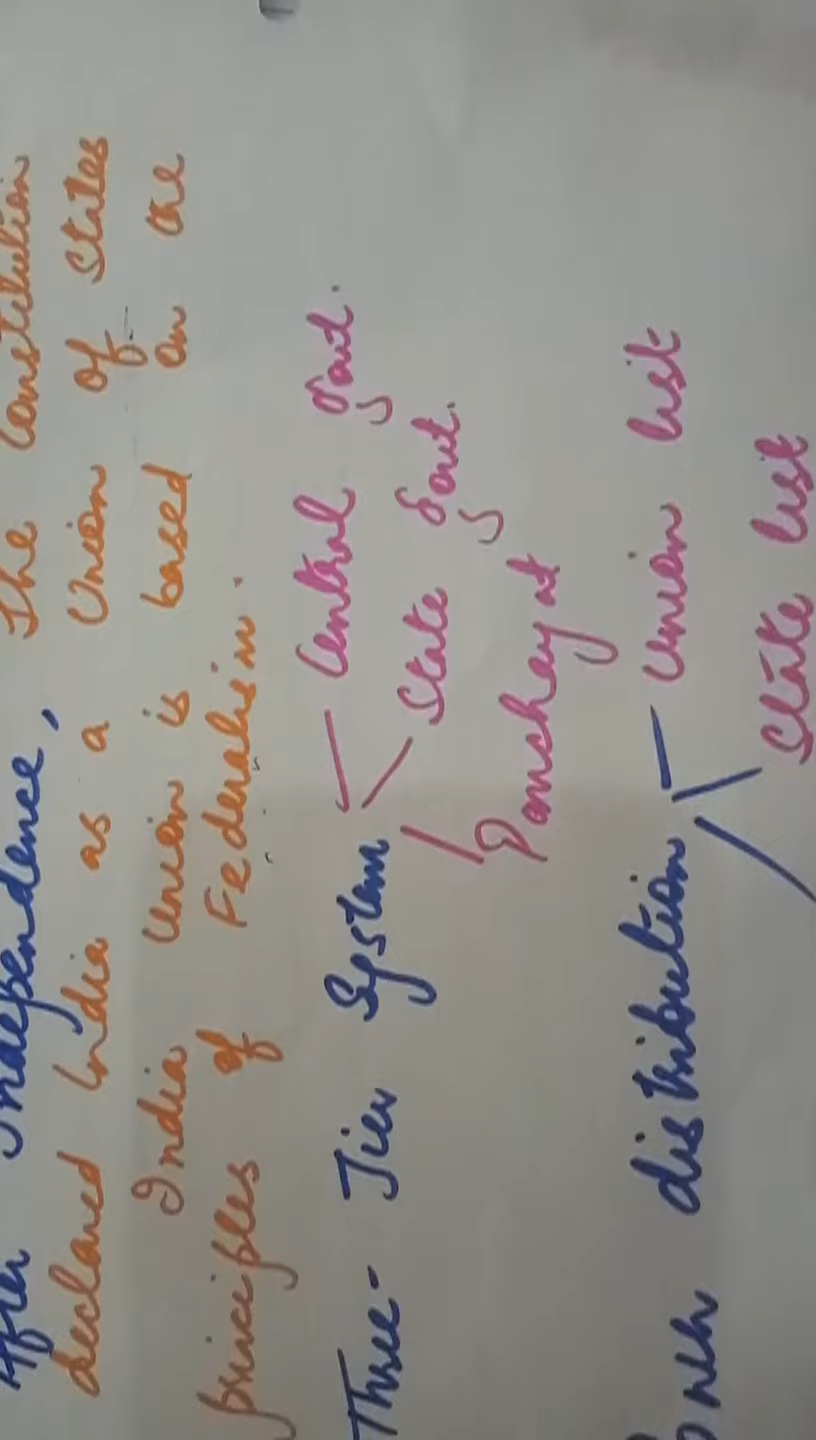 After Independence, The Constitution
declared India as a Union of States
India Union is based on the
principles of Federalism.
Three-Tier System Central govt.
State govt.
Panchayat
distribution Union list
State list